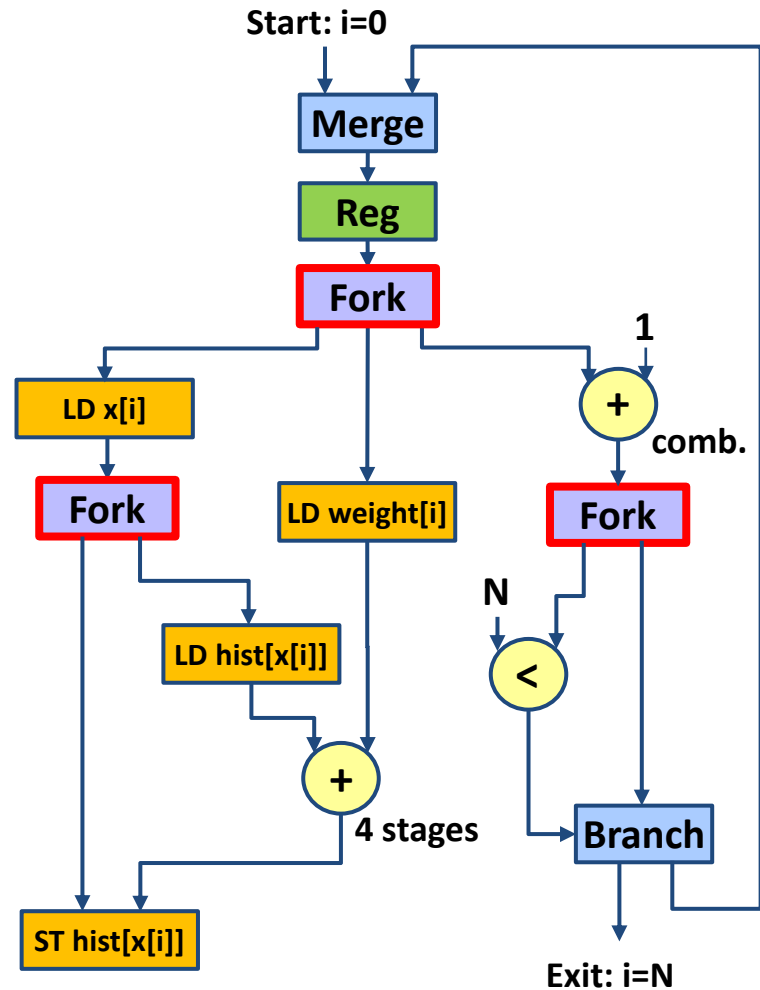 Start: i=0
Merge
Reg
Fork
1
LD x[i]
+
comb.
Fork
LD weight[i]
Fork
N
LD hist[x[i]]
<
+
4 stages
Branch
ST hist[x[i]]
Exit: i=N